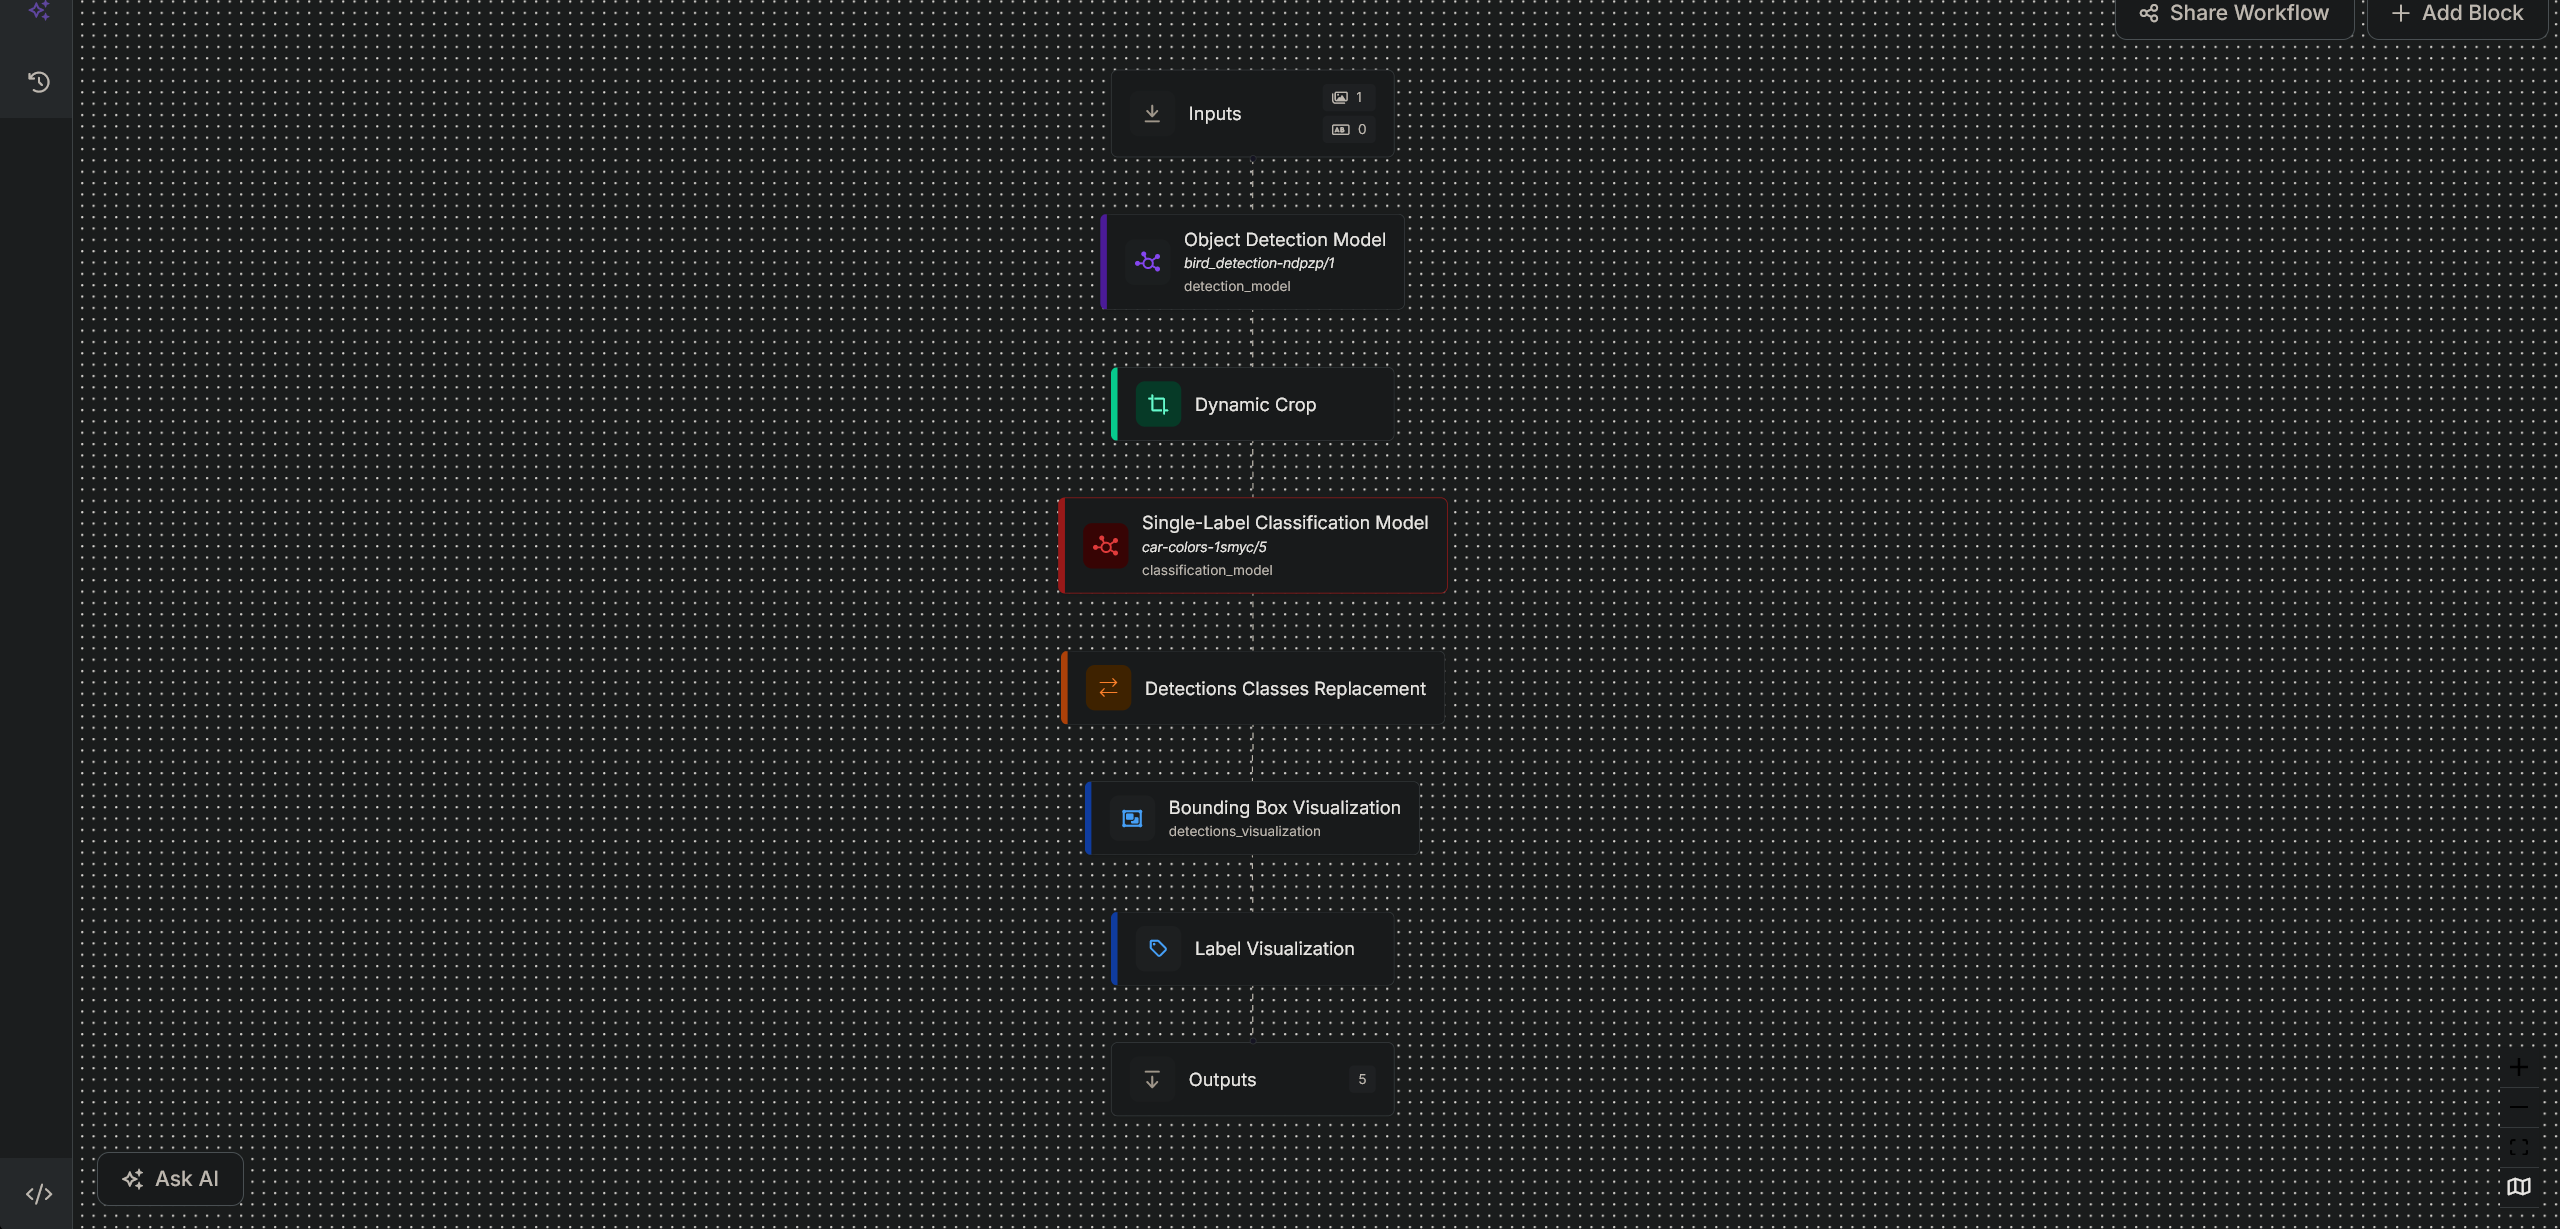 Share Workflow
Add Block
Inputs
1
AB 0
Object Detection Model
bird_detection-ndpzp/1
detection_model
Dynamic Crop
Single-Label Classification Model
car-colors-1smyc/5
classification_model
Detections Classes Replacement
Bounding Box Visualization
detections_visualization
Label Visualization
Outputs
5
Ask AI